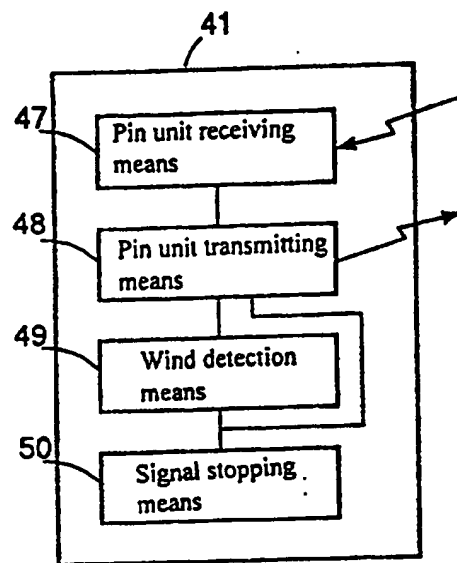 41
47
Pin unit receiving
means
48
Pin unit transmitting
means
49
Wind detection
means
50
Signal stopping
means